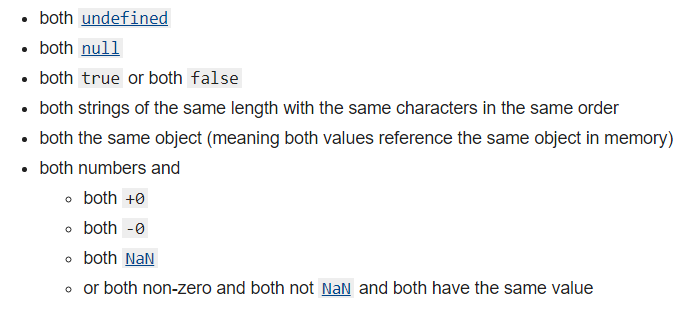 both undefined
both null
both true or both false
both strings of the same length with the same characters in the same order
both the same object (meaning both values reference the same object in memory)
both numbers and
both +0
both -0
both NaN
or both non-zero and both not NaN and both have the same value